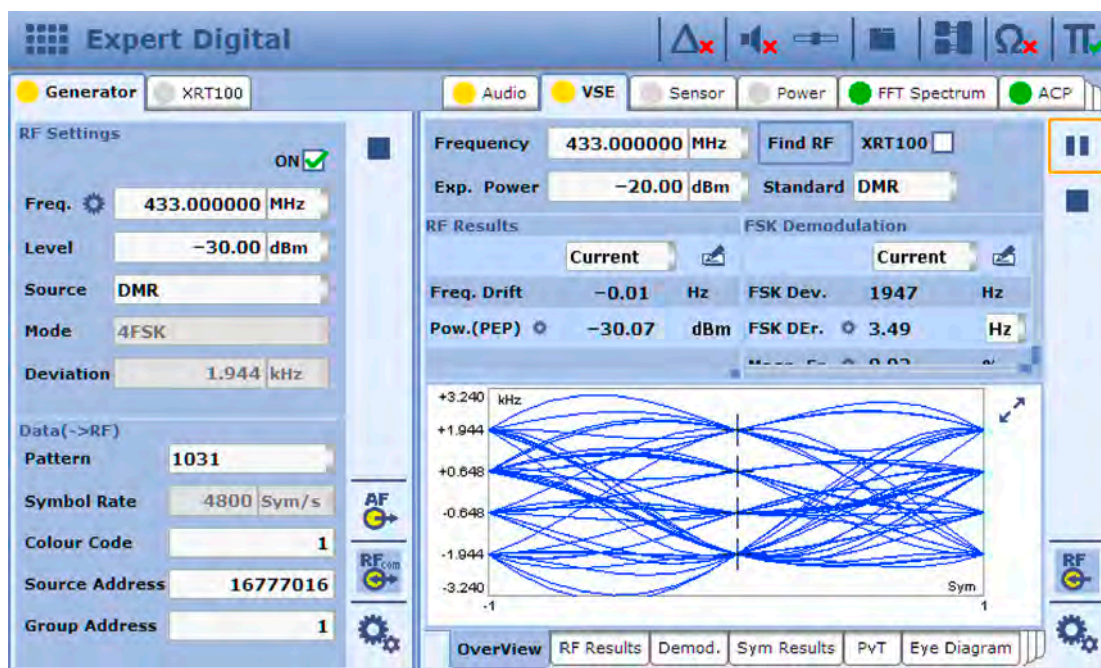 Expert Digital
Generator XRT100
Audio VSE Sensor Power FFT Spectrum ACP
RF Settings
ON
Freq. 433.000000 MHz
Level -30.00 dBm
Source DMR
Mode 4FSK
Deviation 1.944 kHz
Data(->RF)
Pattern 1031
Symbol Rate 4800 Sym/s
Colour Code 1
Source Address 16777016
Group Address 1
AF
RFcom
Frequency 433.000000 MHz Find RF XRT100
Exp. Power -20.00 dBm Standard DMR
RF Results FSK Demodulation
Current Current
Freq. Drift -0.01 Hz FSK Dev. 1947 Hz
Pow.(PEP) -30.07 dBm FSK DEr. 3.49 Hz
+3.240 kHz
+1.944
+0.648
-0.648
-1.944
-3.240 Sym
-1 1
RF
OverView RF Results Demod. Sym Results PvT Eye Diagram